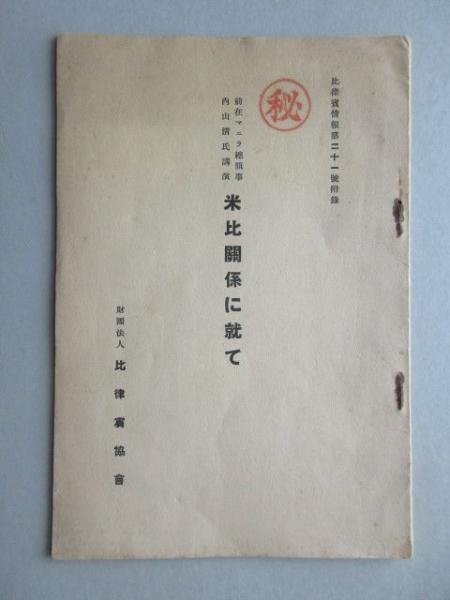 比律賓情報第二十一號附錄
秘
前在マニラ總領事
內山淸氏講演
米比關係に就て
財團法人 比律賓協會